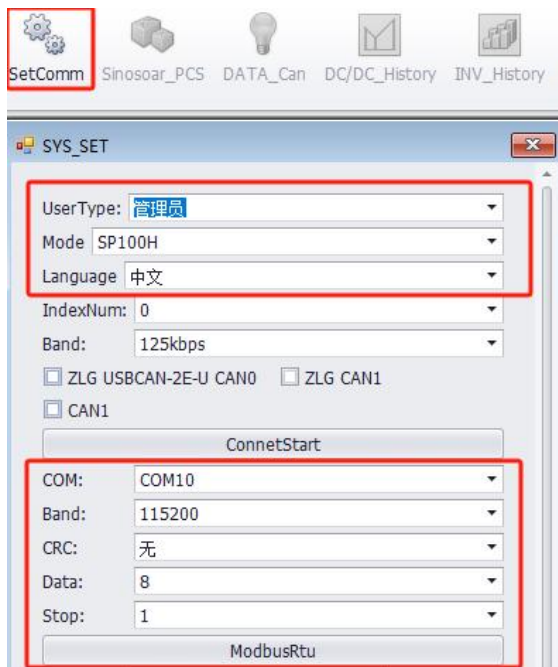 SetComm Sinosoar_PCS DATA_Can DC/DC_History INV_History
SYS_SET
UserType: 管理员
Mode SP100H
Language 中文
IndexNum: 0
Band: 125kbps
ZLG USBCAN-2E-U CAN0 ZLG CAN1
CAN1
ConnetStart
COM: COM10
Band: 115200
CRC: 无
Data: 8
Stop: 1
ModbusRtu